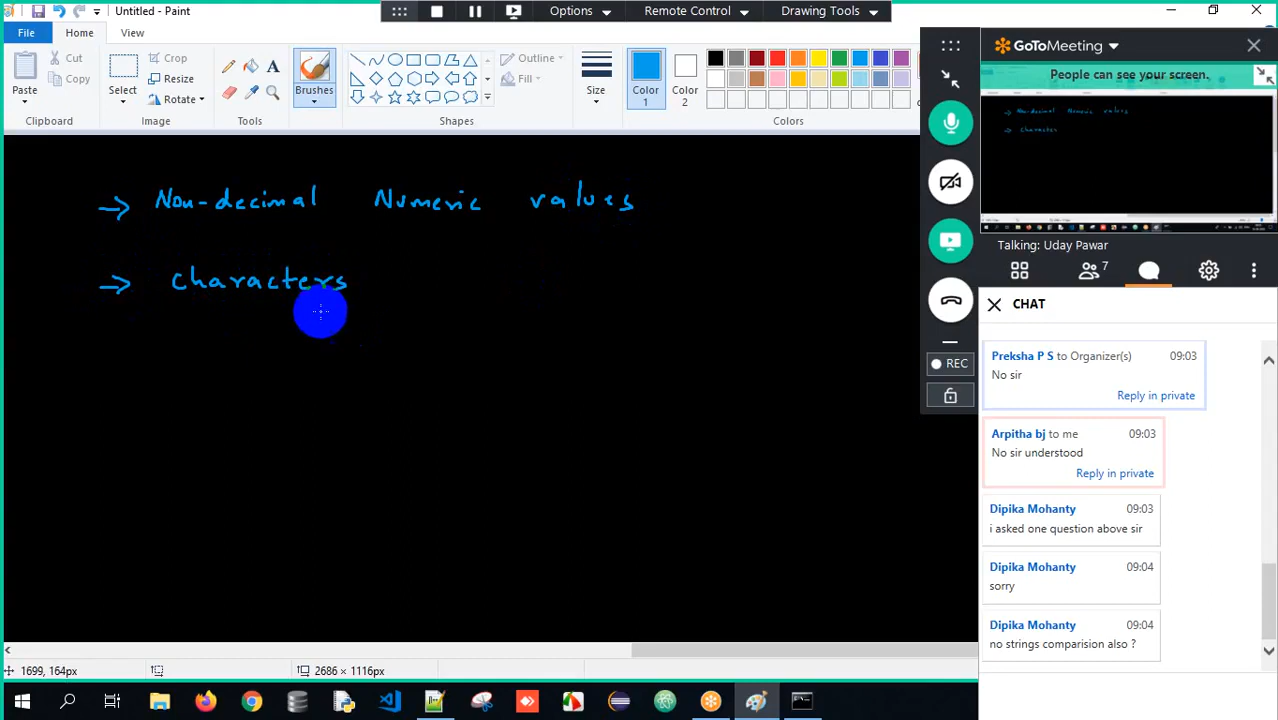 Untitled - Paint
Options
Remote Control
Drawing Tools
File
Home
View
Paste
Cut
Copy
Clipboard
Select
Crop
Resize
Rotate
Image
A
Tools
Brushes
Outline
Fill
Shapes
Size
Color 1
Color 2
Colors
→ Non-decimal Numeric values
→ characters
GoToMeeting
People can see your screen.
→ Non-decimal Numeric values
→ character
Talking: Uday Pawar
7
REC
CHAT
Preksha P S to Organizer(s) 09:03
No sir
Reply in private
Arpitha bj to me 09:03
No sir understood
Reply in private
Dipika Mohanty 09:03
i asked one question above sir
Dipika Mohanty 09:04
sorry
Dipika Mohanty 09:04
no strings comparision also ?
1699, 164px
2686 × 1116px